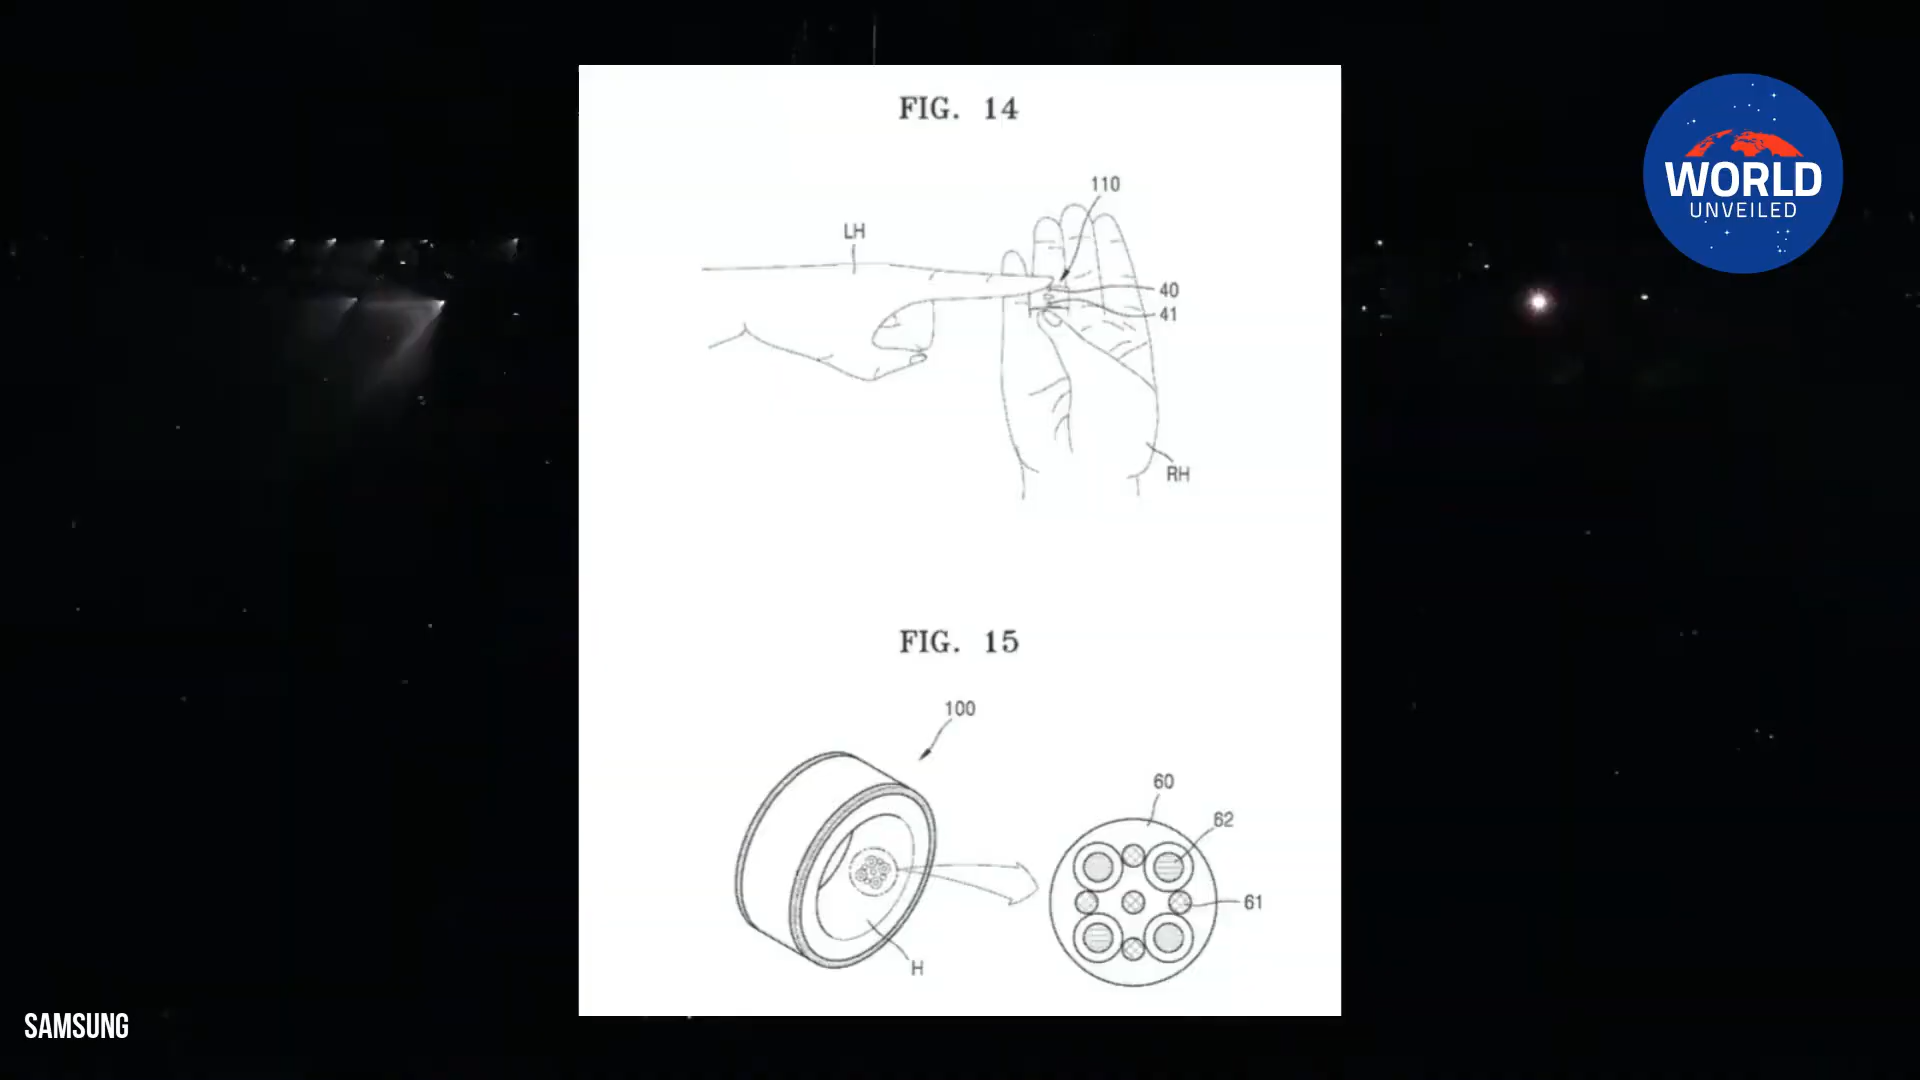 FIG. 14
110
LH
40
41
RH
FIG. 15
100
60
62
61
H
WORLD
UNVEILED
SAMSUNG